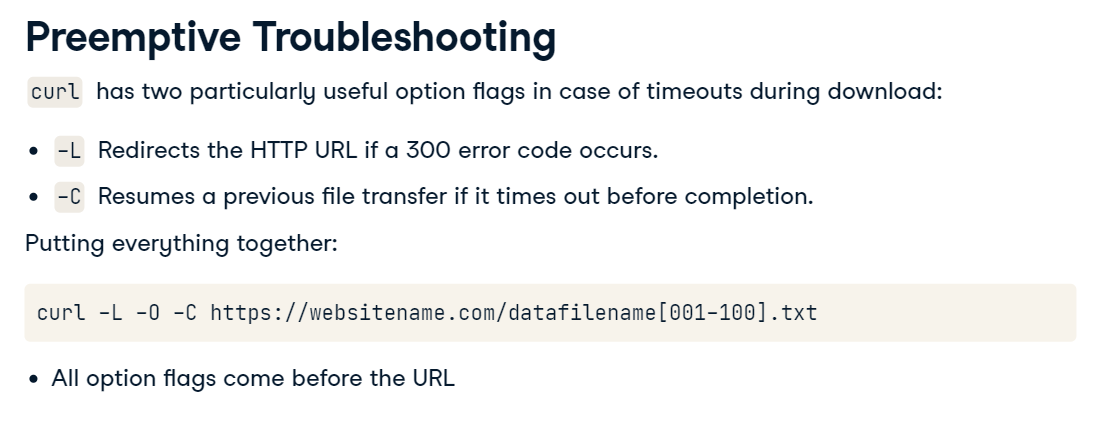 Preemptive Troubleshooting
curl has two particularly useful option flags in case of timeouts during download:
• -L Redirects the HTTP URL if a 300 error code occurs.
• -C Resumes a previous file transfer if it times out before completion.
Putting everything together:
curl -L -O -C https://websitename.com/datafilename[001-100].txt
• All option flags come before the URL